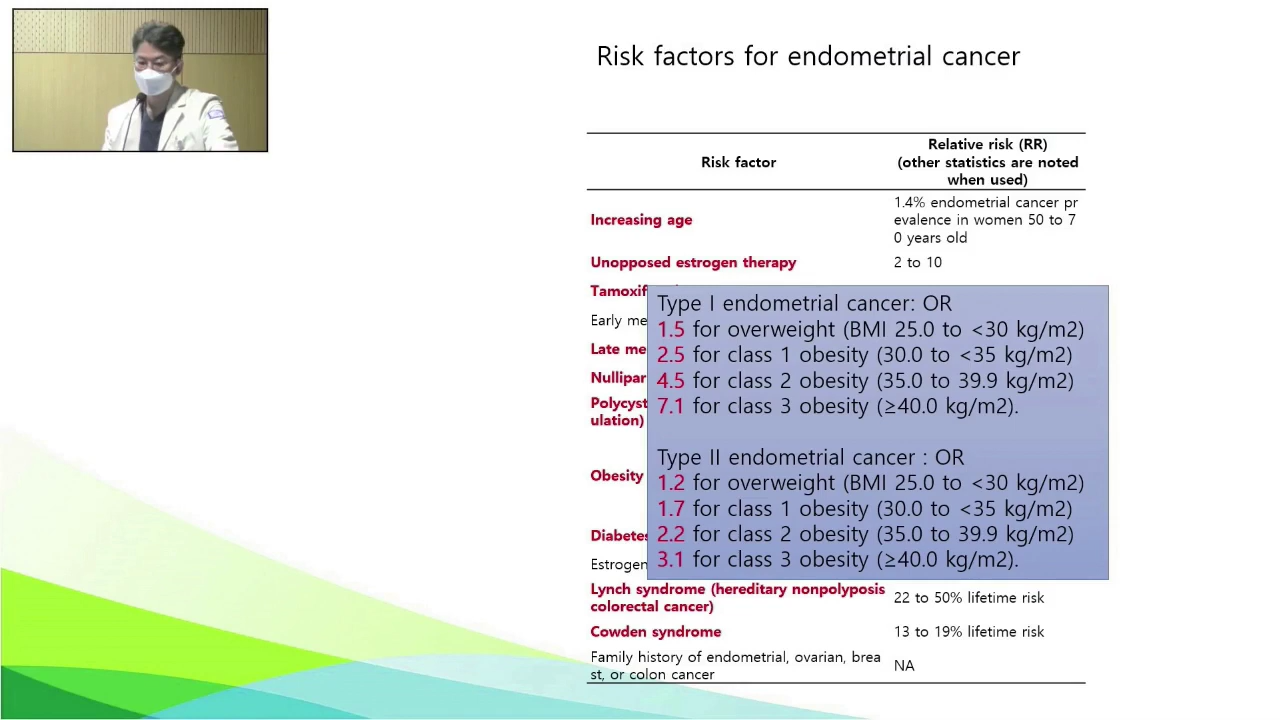 Risk factors for endometrial cancer
Risk factor
Relative risk (RR)
(other statistics are noted
when used)
Increasing age
1.4% endometrial cancer pr
evalence in women 50 to 7
0 years old
Unopposed estrogen therapy
2 to 10
Early
Late
ulation)
Obesity
Type I endometrial cancer: OR
1.5 for overweight (BMI 25.0 to <30 kg/m2)
2.5 for class 1 obesity (30.0 to <35 kg/m2)
4.5 for class 2 obesity (35.0 to 39.9 kg/m2)
7.1 for class 3 obesity (≥40.0 kg/m2).
Type II endometrial cancer : OR
1.2 for overweight (BMI 25.0 to <30 kg/m2)
1.7 for class 1 obesity (30.0 to <35 kg/m2)
2.2 for class 2 obesity (35.0 to 39.9 kg/m2)
3.1 for class 3 obesity (≥40.0 kg/m2).
Diabetes
Estrogen
Lynch syndrome (hereditary nonpolyposis
colorectal cancer)
22 to 50% lifetime risk
Cowden syndrome
13 to 19% lifetime risk
Family history of endometrial, ovarian, brea
st, or colon cancer
NA